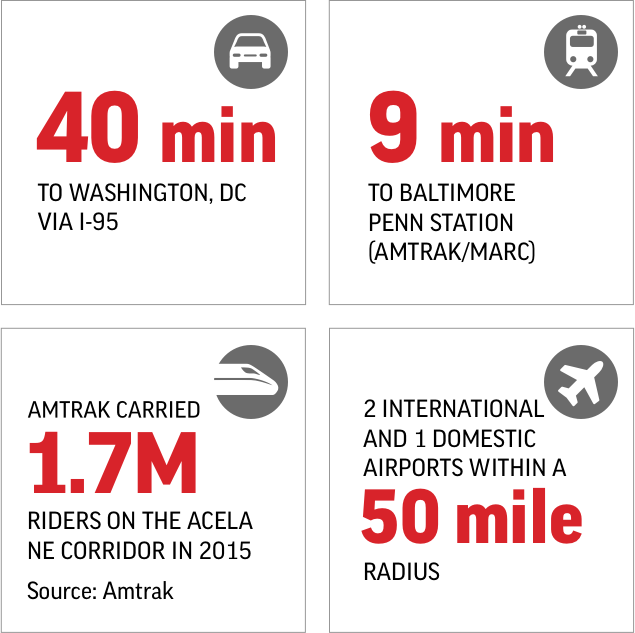 40 min
TO WASHINGTON, DC
VIA I-95
9 min
TO BALTIMORE
PENN STATION
(AMTRAK/MARC)
AMTRAK CARRIED
1.7M
RIDERS ON THE ACELA
NE CORRIDOR IN 2015
Source: Amtrak
2 INTERNATIONAL
AND 1 DOMESTIC
AIRPORTS WITHIN A
50 mile
RADIUS